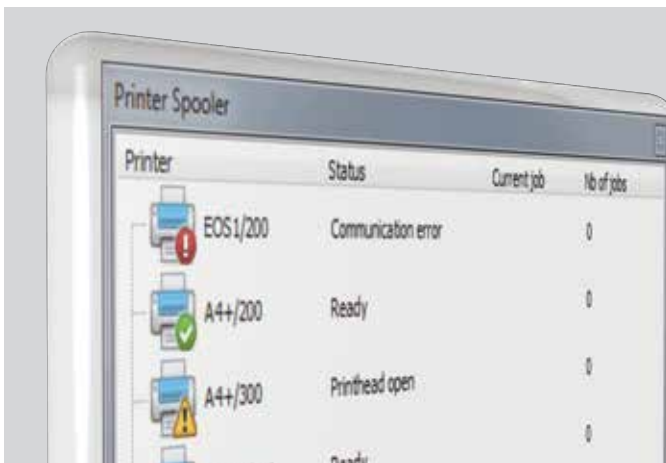 Printer Spooler
Printer Status Current job Nb of jobs
EOS1/200 Communication error 0
A4+/200 Ready 0
A4+/300 Printhead open 0
Ready 0